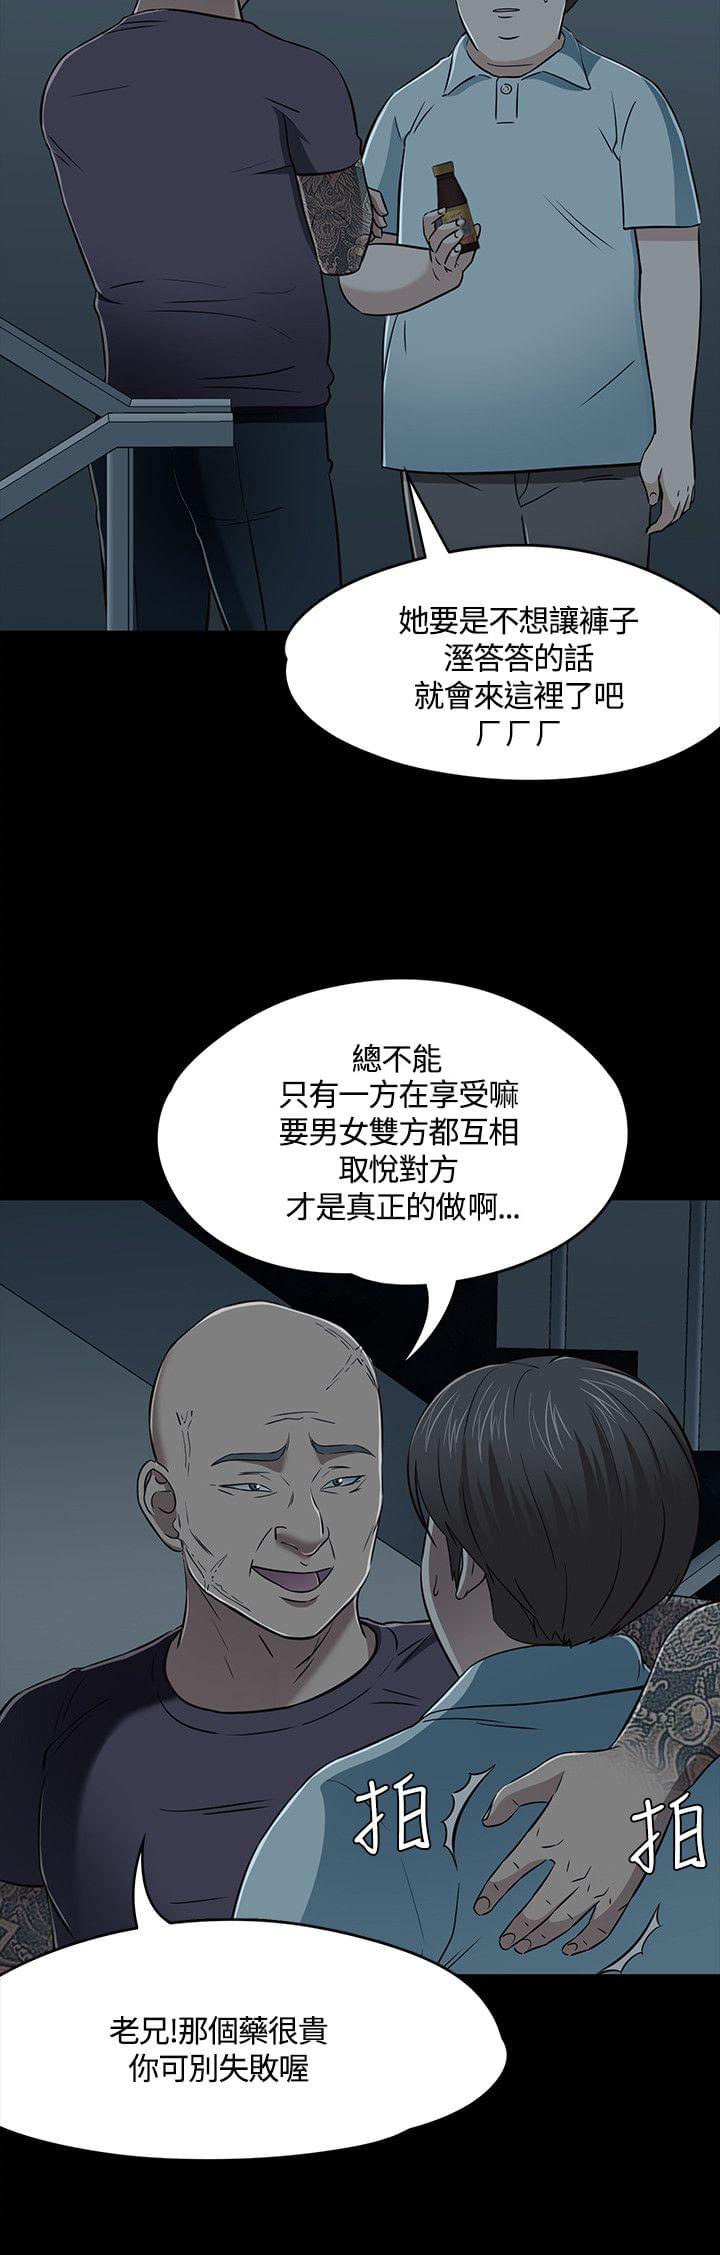 她要是不想讓褲子
溼答答的話
就會來這裡了吧
厂厂厂
總不能
只有一方在享受嘛
要男女雙方都互相
取悅對方
才是真正的做啊...
拍
拍
老兄!那個藥很貴
你可別失敗喔